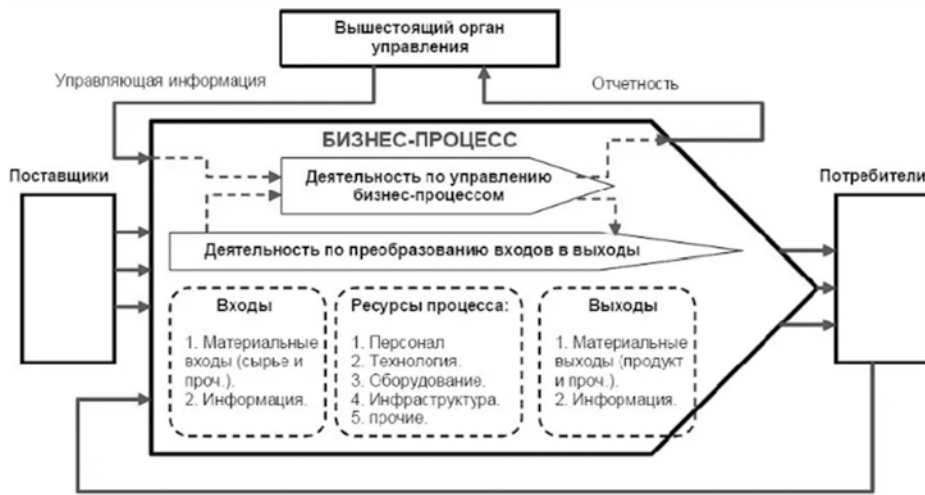 Вышестоящий орган
управления
Управляющая информация
Отчетность
БИЗНЕС-ПРОЦЕСС
Поставщики
Деятельность по управлению
бизнес-процессом
Потребители
Деятельность по преобразованию входов в выходы
Входы
1. Материальные
входы (сырье и
проч.).
2. Информация.
Ресурсы процесса:
1. Персонал
2. Технология.
3. Оборудование.
4. Инфраструктура.
5. прочие.
Выходы
1. Материальные
выходы (продукт
и проч.).
2. Информация.